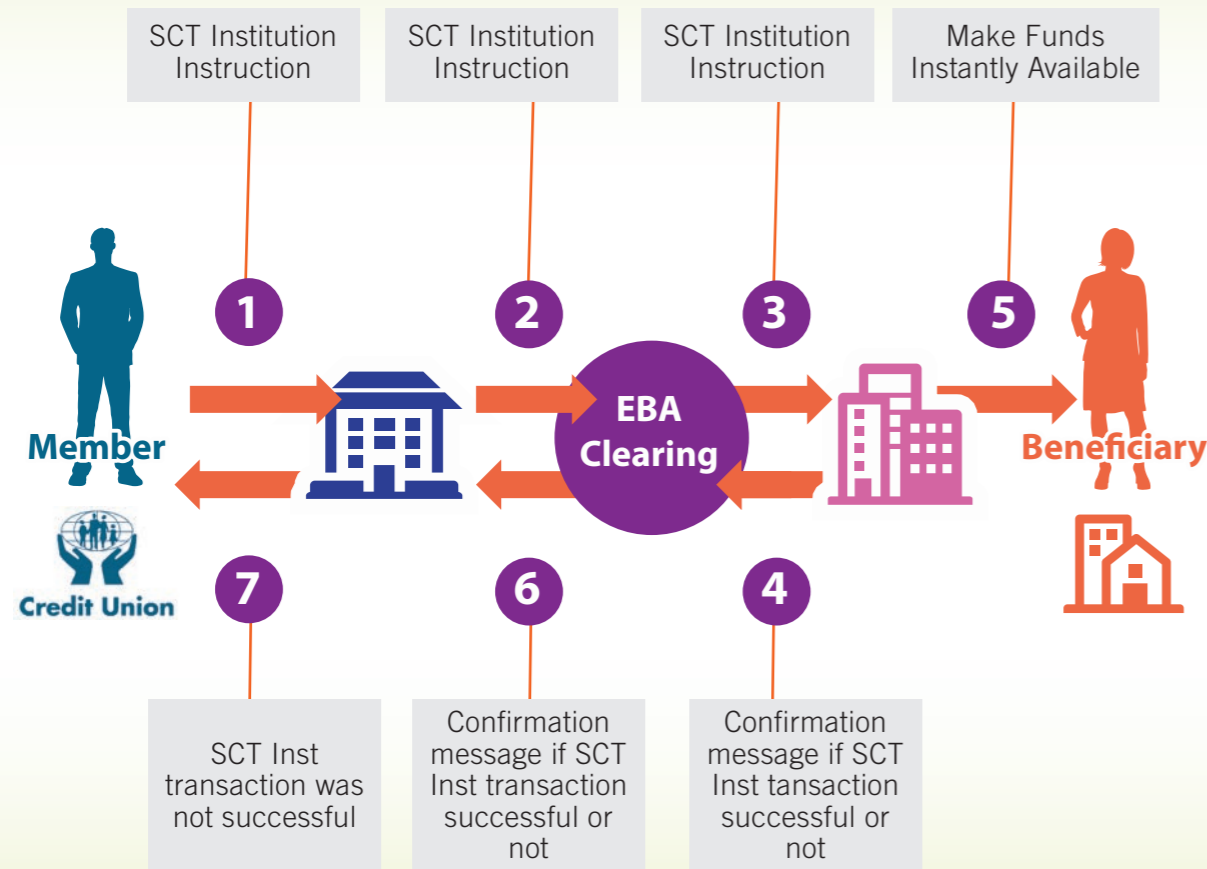 SCT Institution
Instruction
SCT Institution
Instruction
SCT Institution
Instruction
Make Funds
Instantly Available
1
2
3
5
Member
EBA
Clearing
Beneficiary
Credit Union
7
6
4
SCT Inst
transaction was
not successful
Confirmation
message if SCT
Inst transaction
successful or
not
Confirmation
message if SCT
Inst tansaction
successful or
not